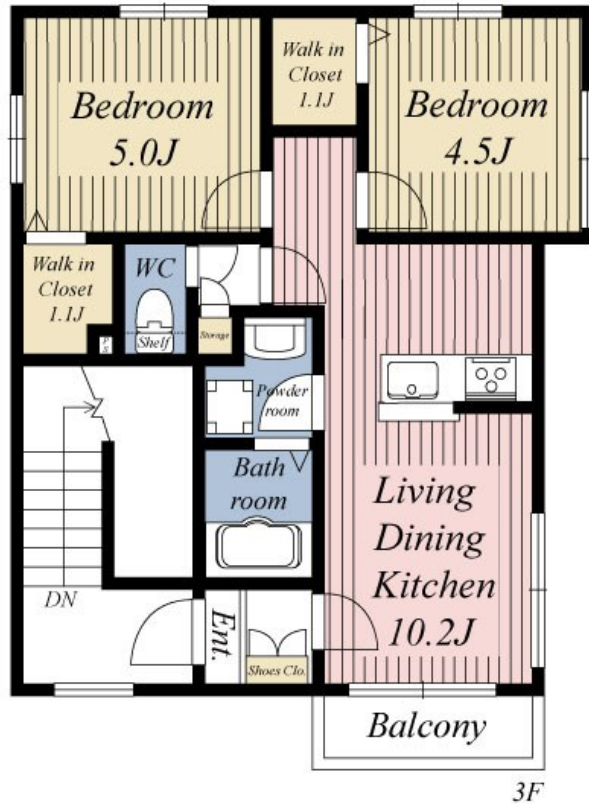 Walk in
Closet
1.1J
Bedroom
5.0J
Bedroom
4.5J
Walk in
Closet
1.1J
WC
Shelf
PS
Storage
Powder
room
Bath
room
Living
Dining
Kitchen
10.2J
DN
Ent.
Shoes Clo.
Balcony
3F